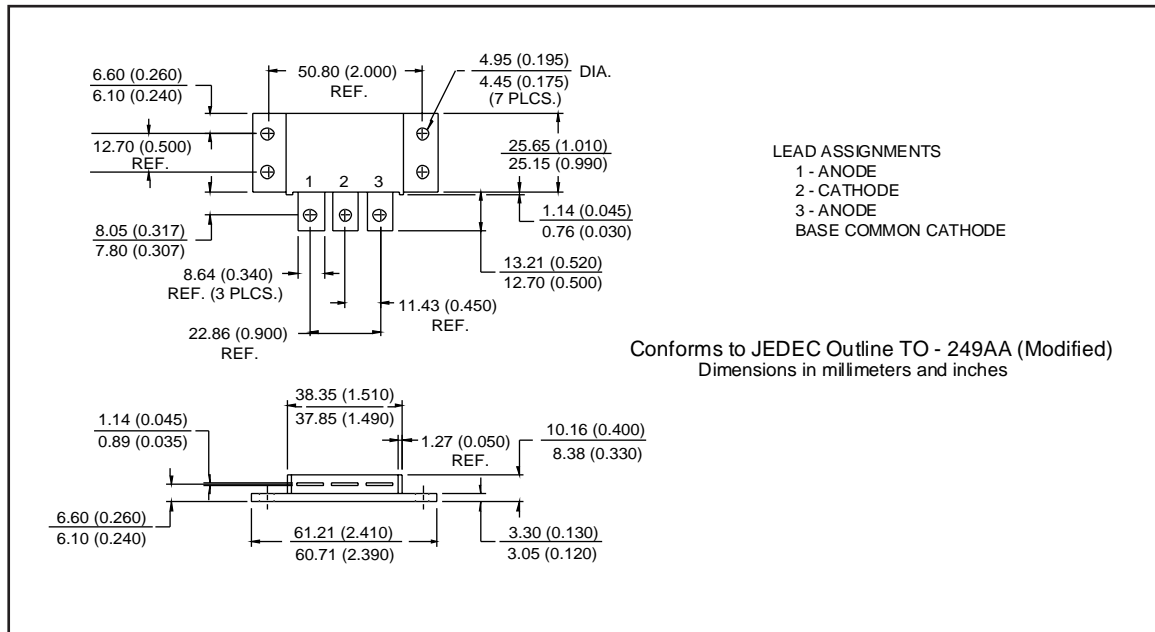 6.60 (0.260)
6.10 (0.240)
50.80 (2.000)
REF.
4.95 (0.195)
4.45 (0.175)
DIA.
(7 PLCS.)
12.70 (0.500)
REF.
25.65 (1.010)
25.15 (0.990)
1 2 3
8.05 (0.317)
7.80 (0.307)
1.14 (0.045)
0.76 (0.030)
8.64 (0.340)
REF. (3 PLCS.)
13.21 (0.520)
12.70 (0.500)
11.43 (0.450)
REF.
22.86 (0.900)
REF.
LEAD ASSIGNMENTS
1 - ANODE
2 - CATHODE
3 - ANODE
BASE COMMON CATHODE
Conforms to JEDEC Outline TO - 249AA (Modified)
Dimensions in millimeters and inches
38.35 (1.510)
37.85 (1.490)
1.14 (0.045)
0.89 (0.035)
1.27 (0.050)
REF.
10.16 (0.400)
8.38 (0.330)
6.60 (0.260)
6.10 (0.240)
61.21 (2.410)
60.71 (2.390)
3.30 (0.130)
3.05 (0.120)